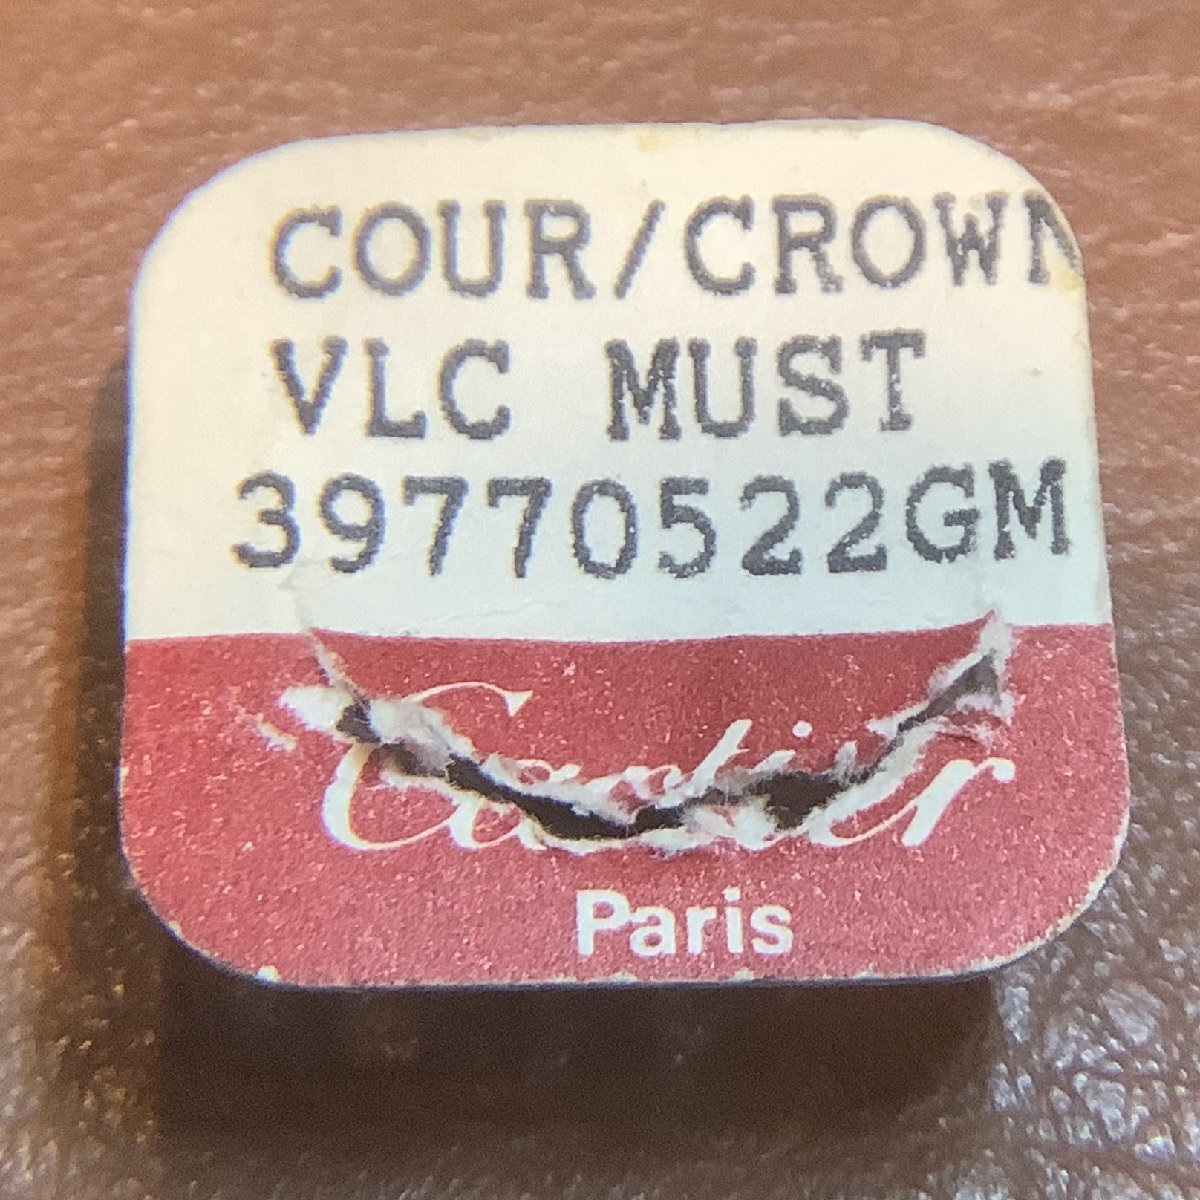 COUR/CROWN
VLC MUST
39770522GM
Cartier
Paris